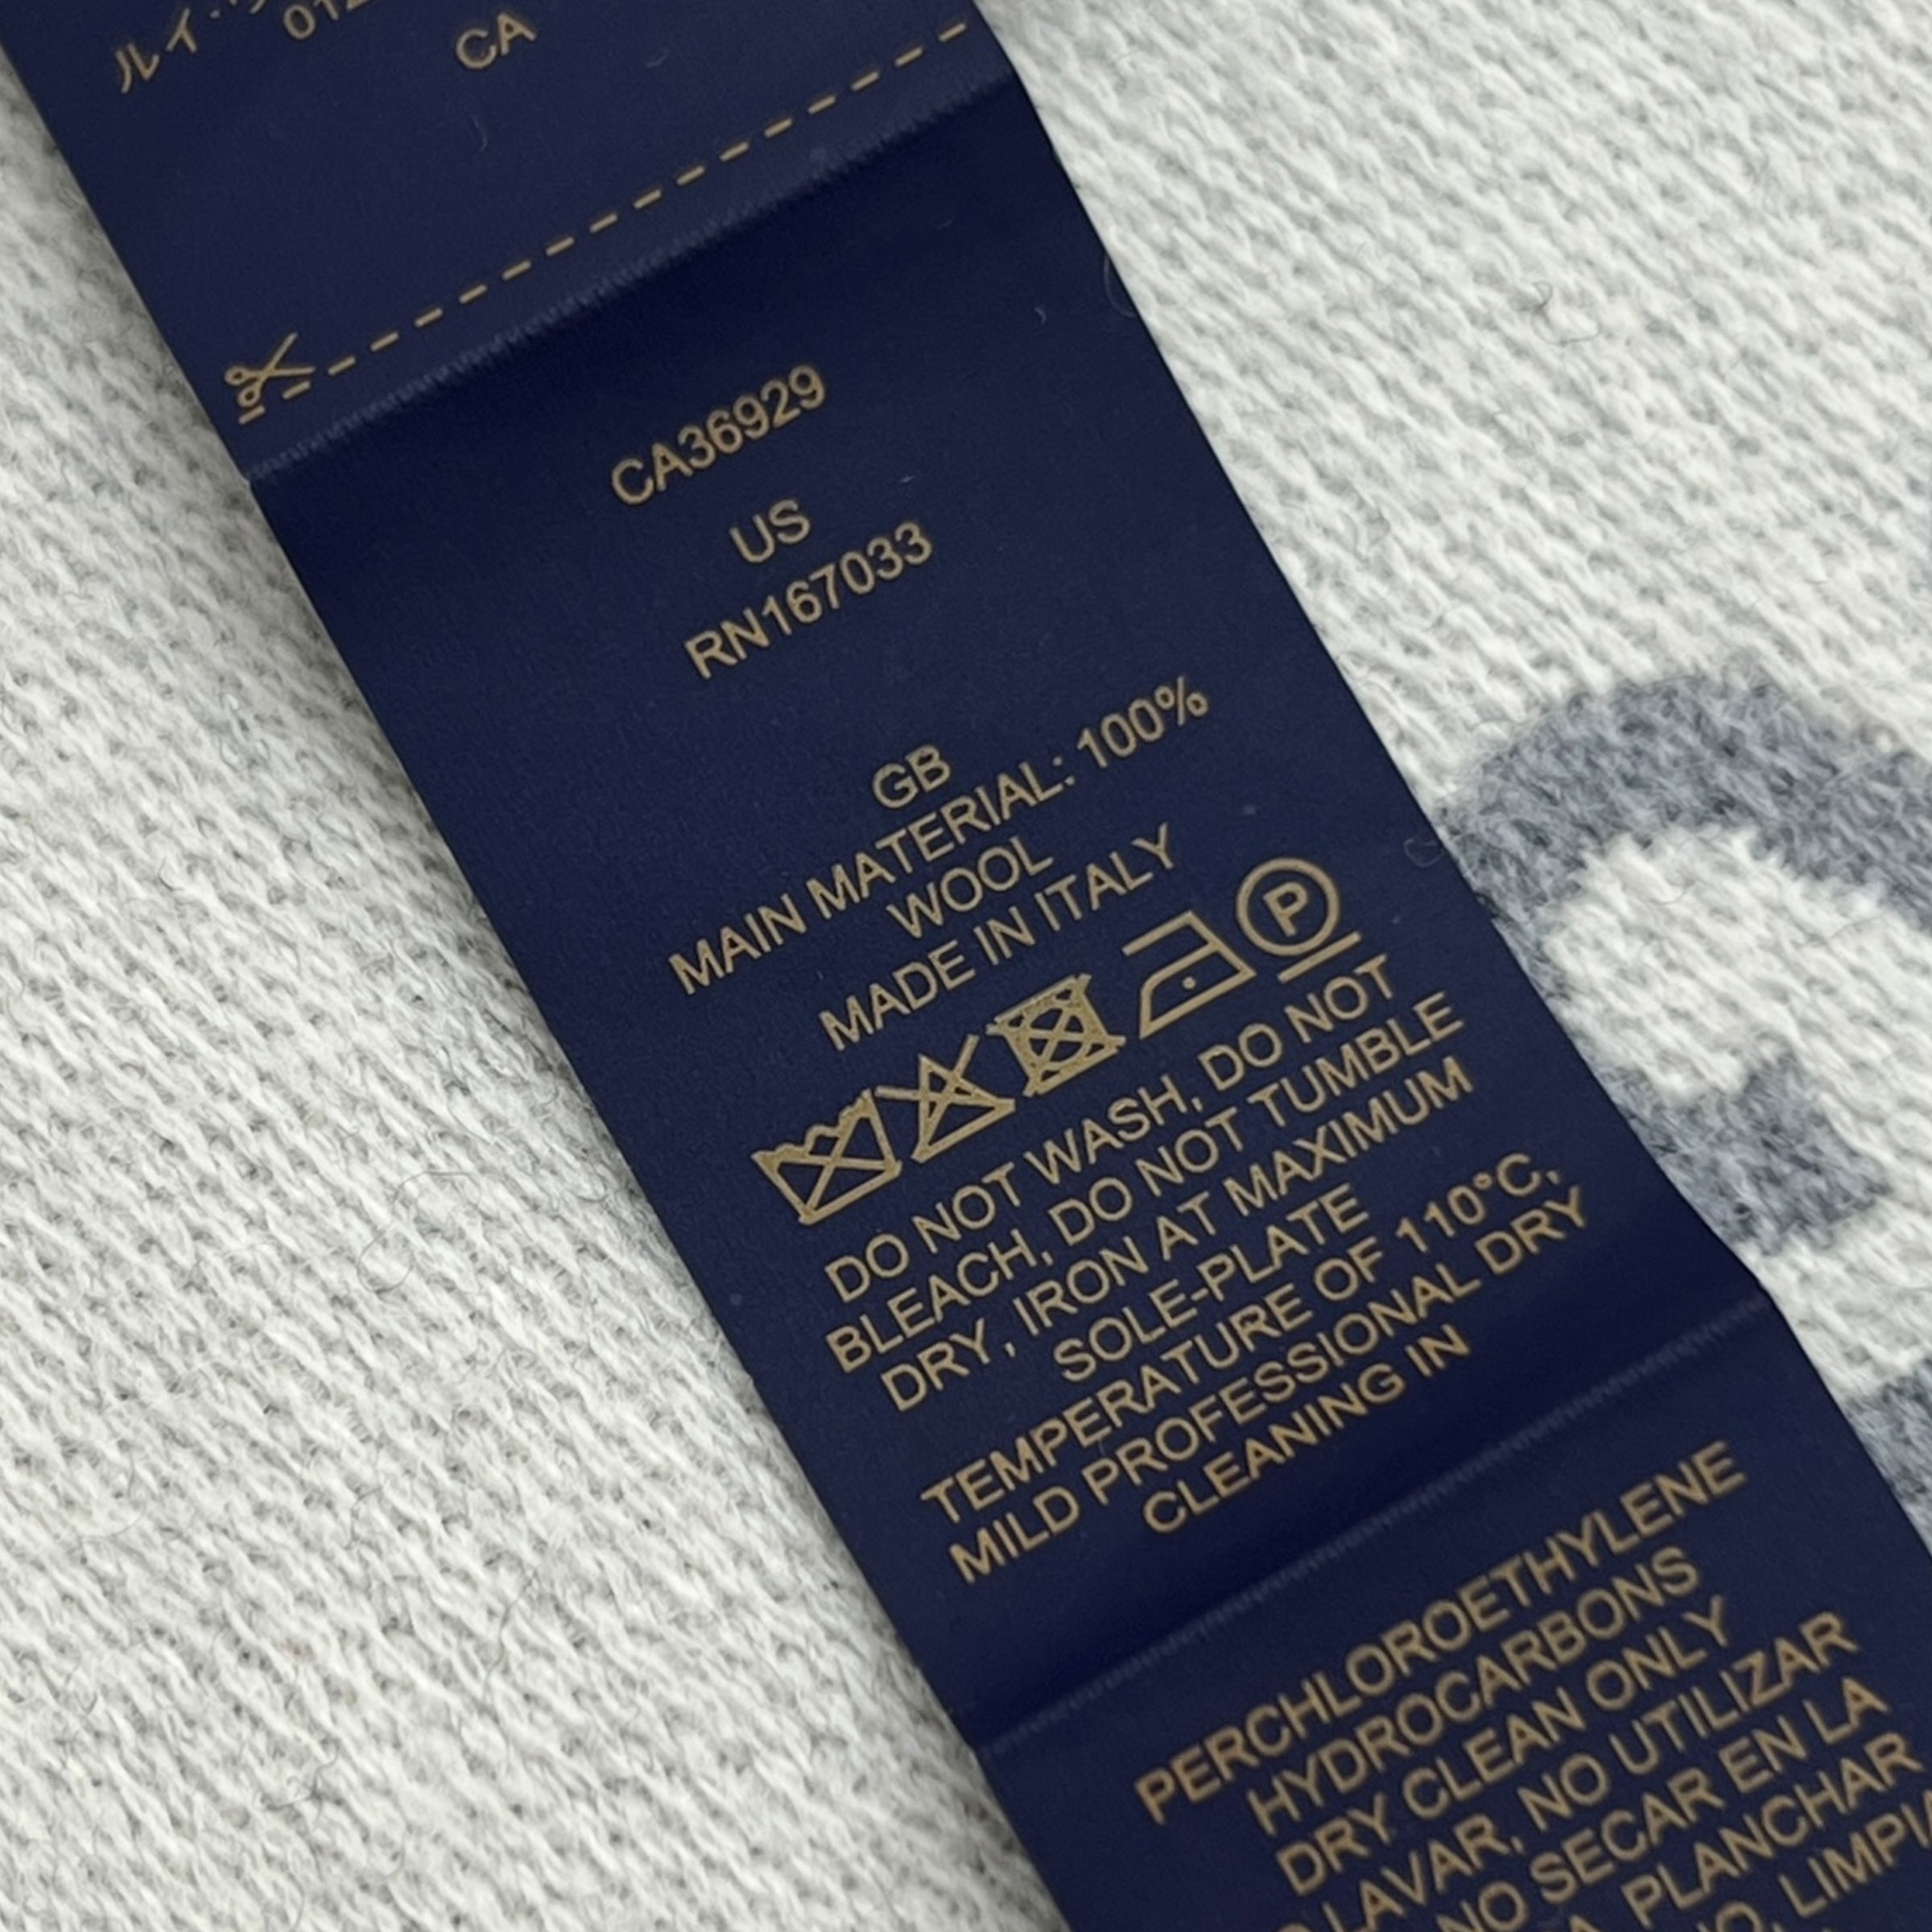 CA
CA36929
US
RN167033
GB
MAIN MATERIAL: 100%
WOOL
MADE IN ITALY
P
DO NOT WASH, DO NOT
BLEACH, DO NOT TUMBLE
DRY, IRON AT MAXIMUM
SOLE-PLATE
TEMPERATURE OF 110°C,
MILD PROFESSIONAL DRY
CLEANING IN
PERCHLOROETHYLENE
HYDROCARBONS
DRY CLEAN ONLY
LAVAR, NO UTILIZAR
NO SECAR EN LA
PLANCHAR